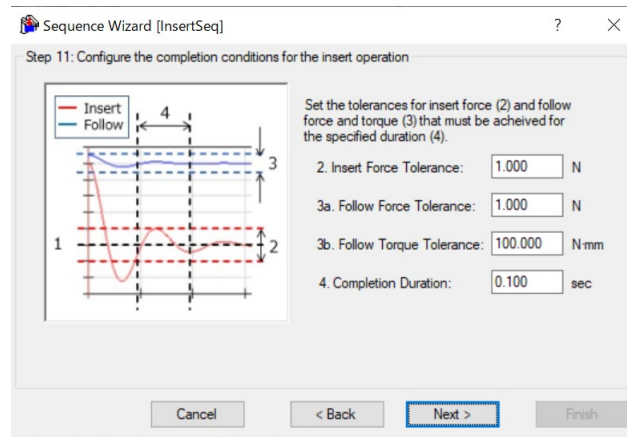 Sequence Wizard [InsertSeq]
? ×
Step 11: Configure the completion conditions for the insert operation
Insert
Follow
4
3
1
2
Set the tolerances for insert force (2) and follow
force and torque (3) that must be acheived for
the specified duration (4).
2. Insert Force Tolerance: 1.000 N
3a. Follow Force Tolerance: 1.000 N
3b. Follow Torque Tolerance: 100.000 N·mm
4. Completion Duration: 0.100 sec
Cancel < Back Next > Finish